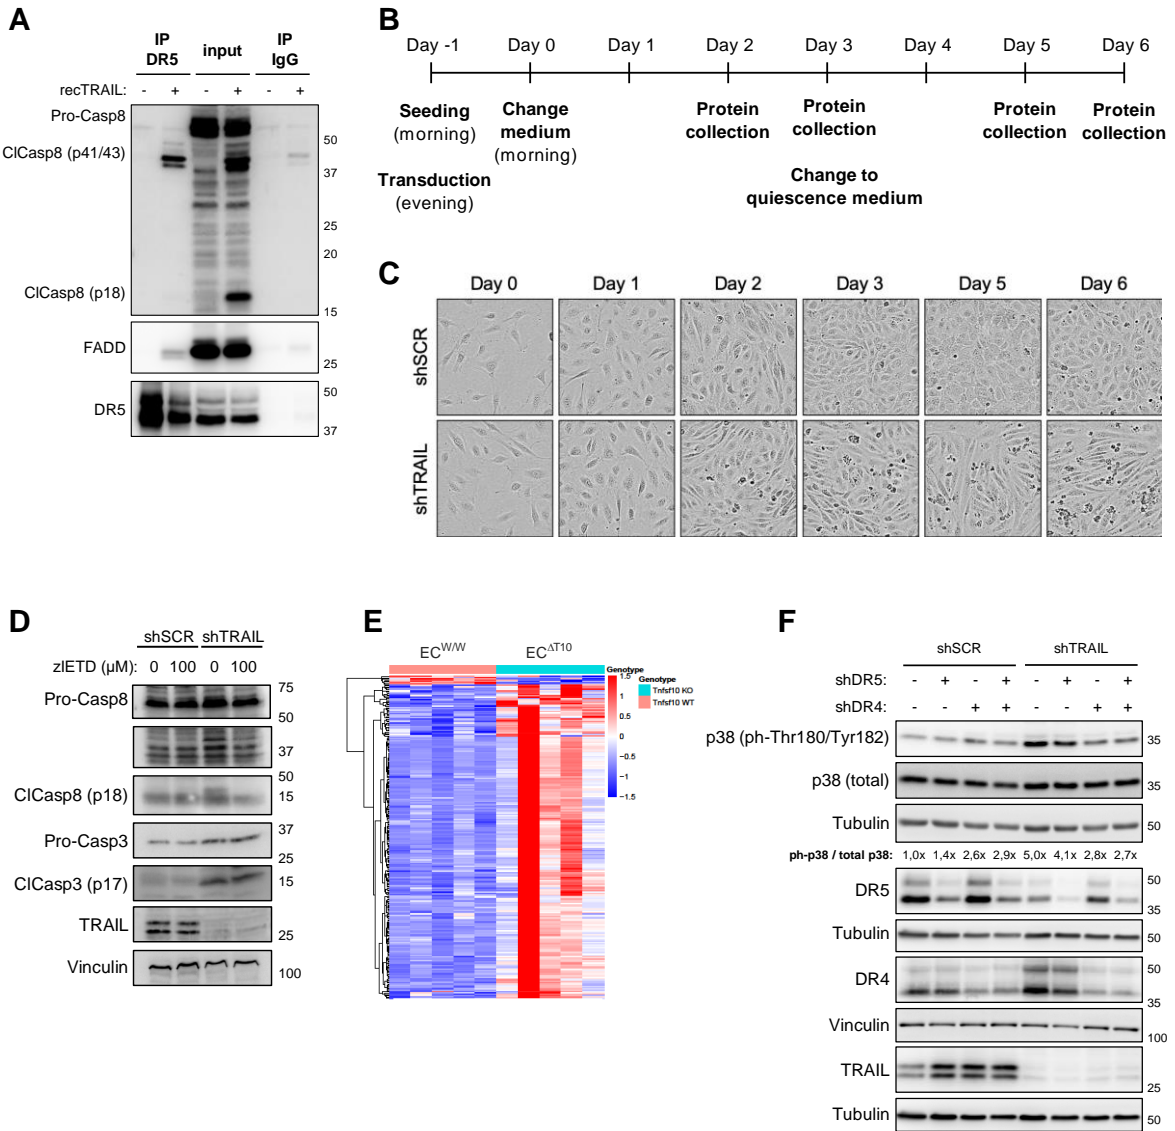 A
IP DR5 input IP IgG
recTRAIL: - + - + - +
Pro-Casp8
ClCasp8 (p41/43)
ClCasp8 (p18)
50
37
25
20
15
FADD
25
DR5
50
37
B
Day -1 Day 0 Day 1 Day 2 Day 3 Day 4 Day 5 Day 6
Seeding
(morning)
Transduction
(evening)
Change
medium
(morning)
Protein
collection
Protein
collection
Change to
quiescence medium
Protein
collection
Protein
collection
C
Day 0 Day 1 Day 2 Day 3 Day 5 Day 6
shSCR
shTRAIL
D
shSCR shTRAIL
zIETD (µM): 0 100 0 100
Pro-Casp8
75
50
37
50
ClCasp8 (p18)
15
Pro-Casp3
37
25
ClCasp3 (p17)
15
TRAIL
25
Vinculin
100
E
EC^W/W EC^ΔT10
Genotype
1.5
1
0.5
0
−0.5
−1
−1.5
Genotype
Tnfsf10 KO
Tnfsf10 WT
F
shSCR shTRAIL
shDR5: - + - + - + - +
shDR4: - - + + - - + +
p38 (ph-Thr180/Tyr182)
35
p38 (total)
35
Tubulin
50
ph-p38 / total p38: 1,0x 1,4x 2,6x 2,9x 5,0x 4,1x 2,8x 2,7x
DR5
50
35
Tubulin
50
DR4
50
35
Vinculin
100
TRAIL
25
Tubulin
50